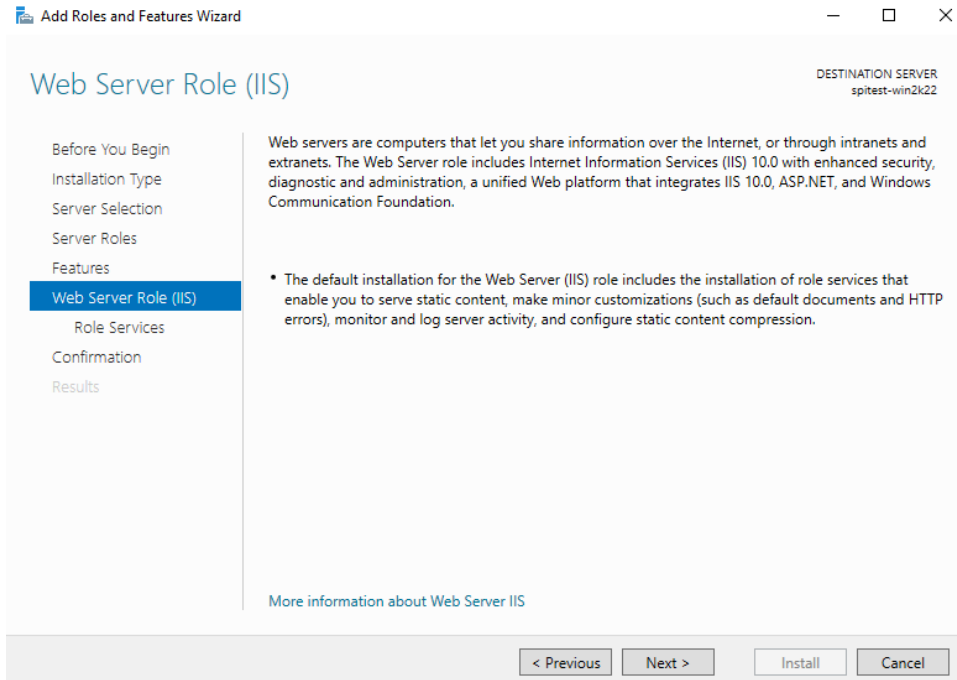 Add Roles and Features Wizard
Web Server Role (IIS)
DESTINATION SERVER
spitest-win2k22
Before You Begin
Installation Type
Server Selection
Server Roles
Features
Web Server Role (IIS)
Role Services
Confirmation
Results
Web servers are computers that let you share information over the Internet, or through intranets and
extranets. The Web Server role includes Internet Information Services (IIS) 10.0 with enhanced security,
diagnostic and administration, a unified Web platform that integrates IIS 10.0, ASP.NET, and Windows
Communication Foundation.
• The default installation for the Web Server (IIS) role includes the installation of role services that
enable you to serve static content, make minor customizations (such as default documents and HTTP
errors), monitor and log server activity, and configure static content compression.
More information about Web Server IIS
< Previous
Next >
Install
Cancel